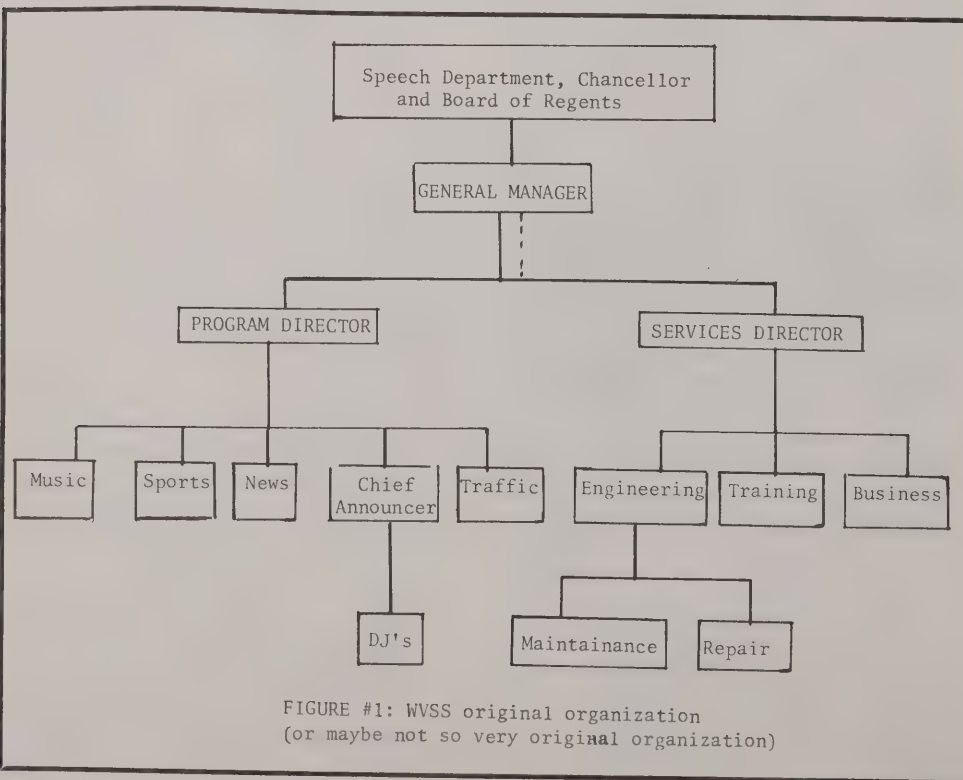 Speech Department, Chancellor
and Board of Regents
GENERAL MANAGER
PROGRAM DIRECTOR
SERVICES DIRECTOR
Music
Sports
News
Chief
Announcer
Traffic
Engineering
Training
Business
DJ's
Maintainance
Repair
FIGURE #1: WVSS original organization
(or maybe not so very original organization)